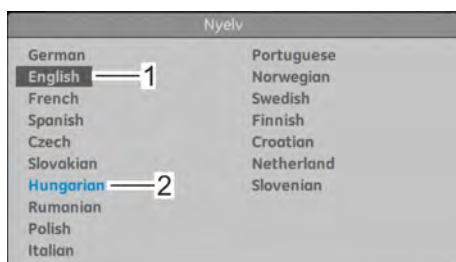 Nyelv
German
English 1
French
Spanish
Czech
Slovakian
Hungarian 2
Rumanian
Polish
Italian
Portuguese
Norwegian
Swedish
Finnish
Croatian
Netherland
Slovenian